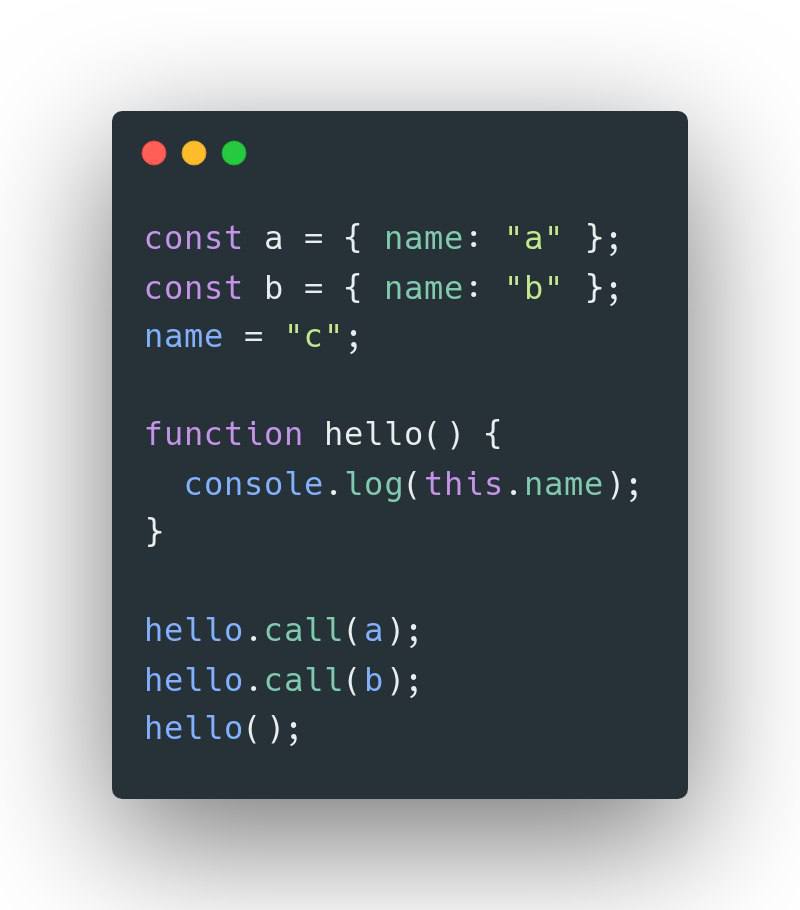 const a = { name: "a" };
const b = { name: "b" };
name = "c";

function hello() {
  console.log(this.name);
}

hello.call(a);
hello.call(b);
hello();